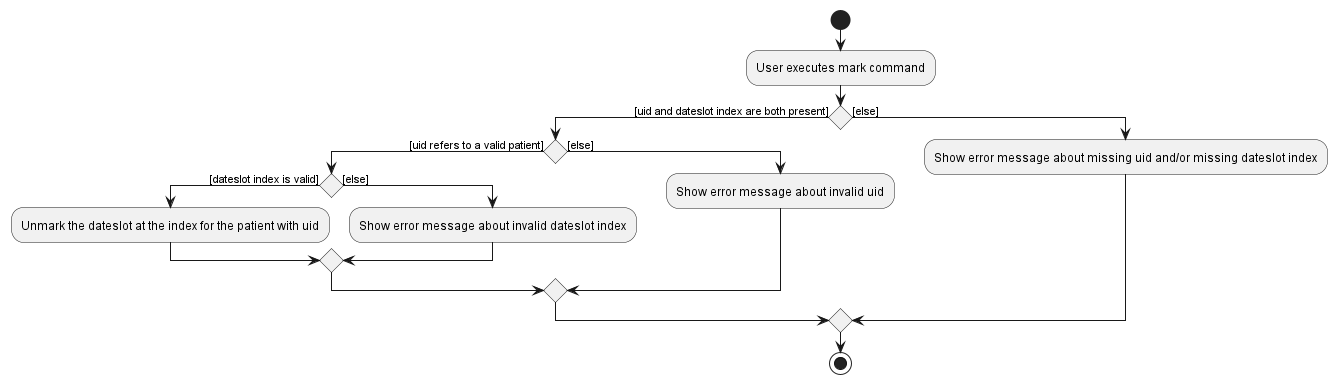 User executes mark command
[uid and dateslot index are both present]
[else]
[uid refers to a valid patient]
[else]
Show error message about missing uid and/or missing dateslot index
[dateslot index is valid]
[else]
Show error message about invalid uid
Unmark the dateslot at the index for the patient with uid
Show error message about invalid dateslot index